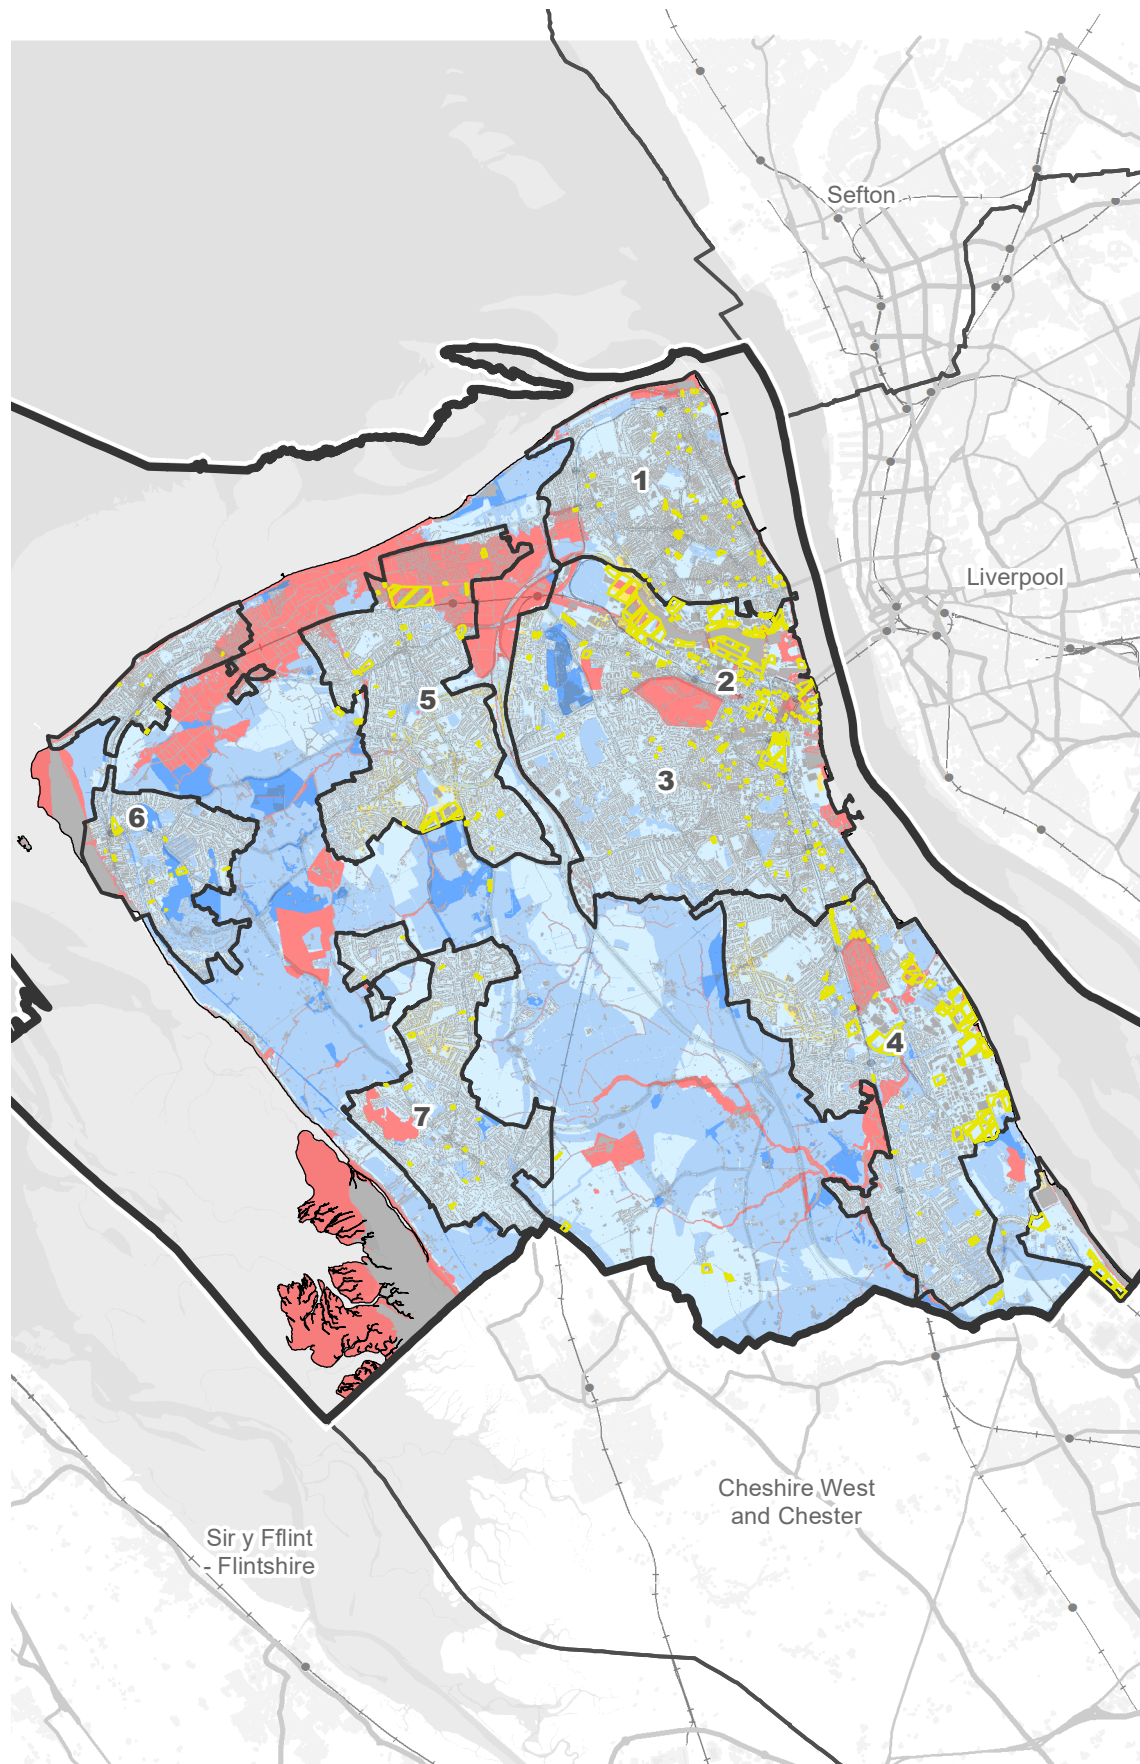 Sefton
1
Liverpool
2
5
3
6
4
7
Cheshire West
and Chester
Sir y Fflint
- Flintshire